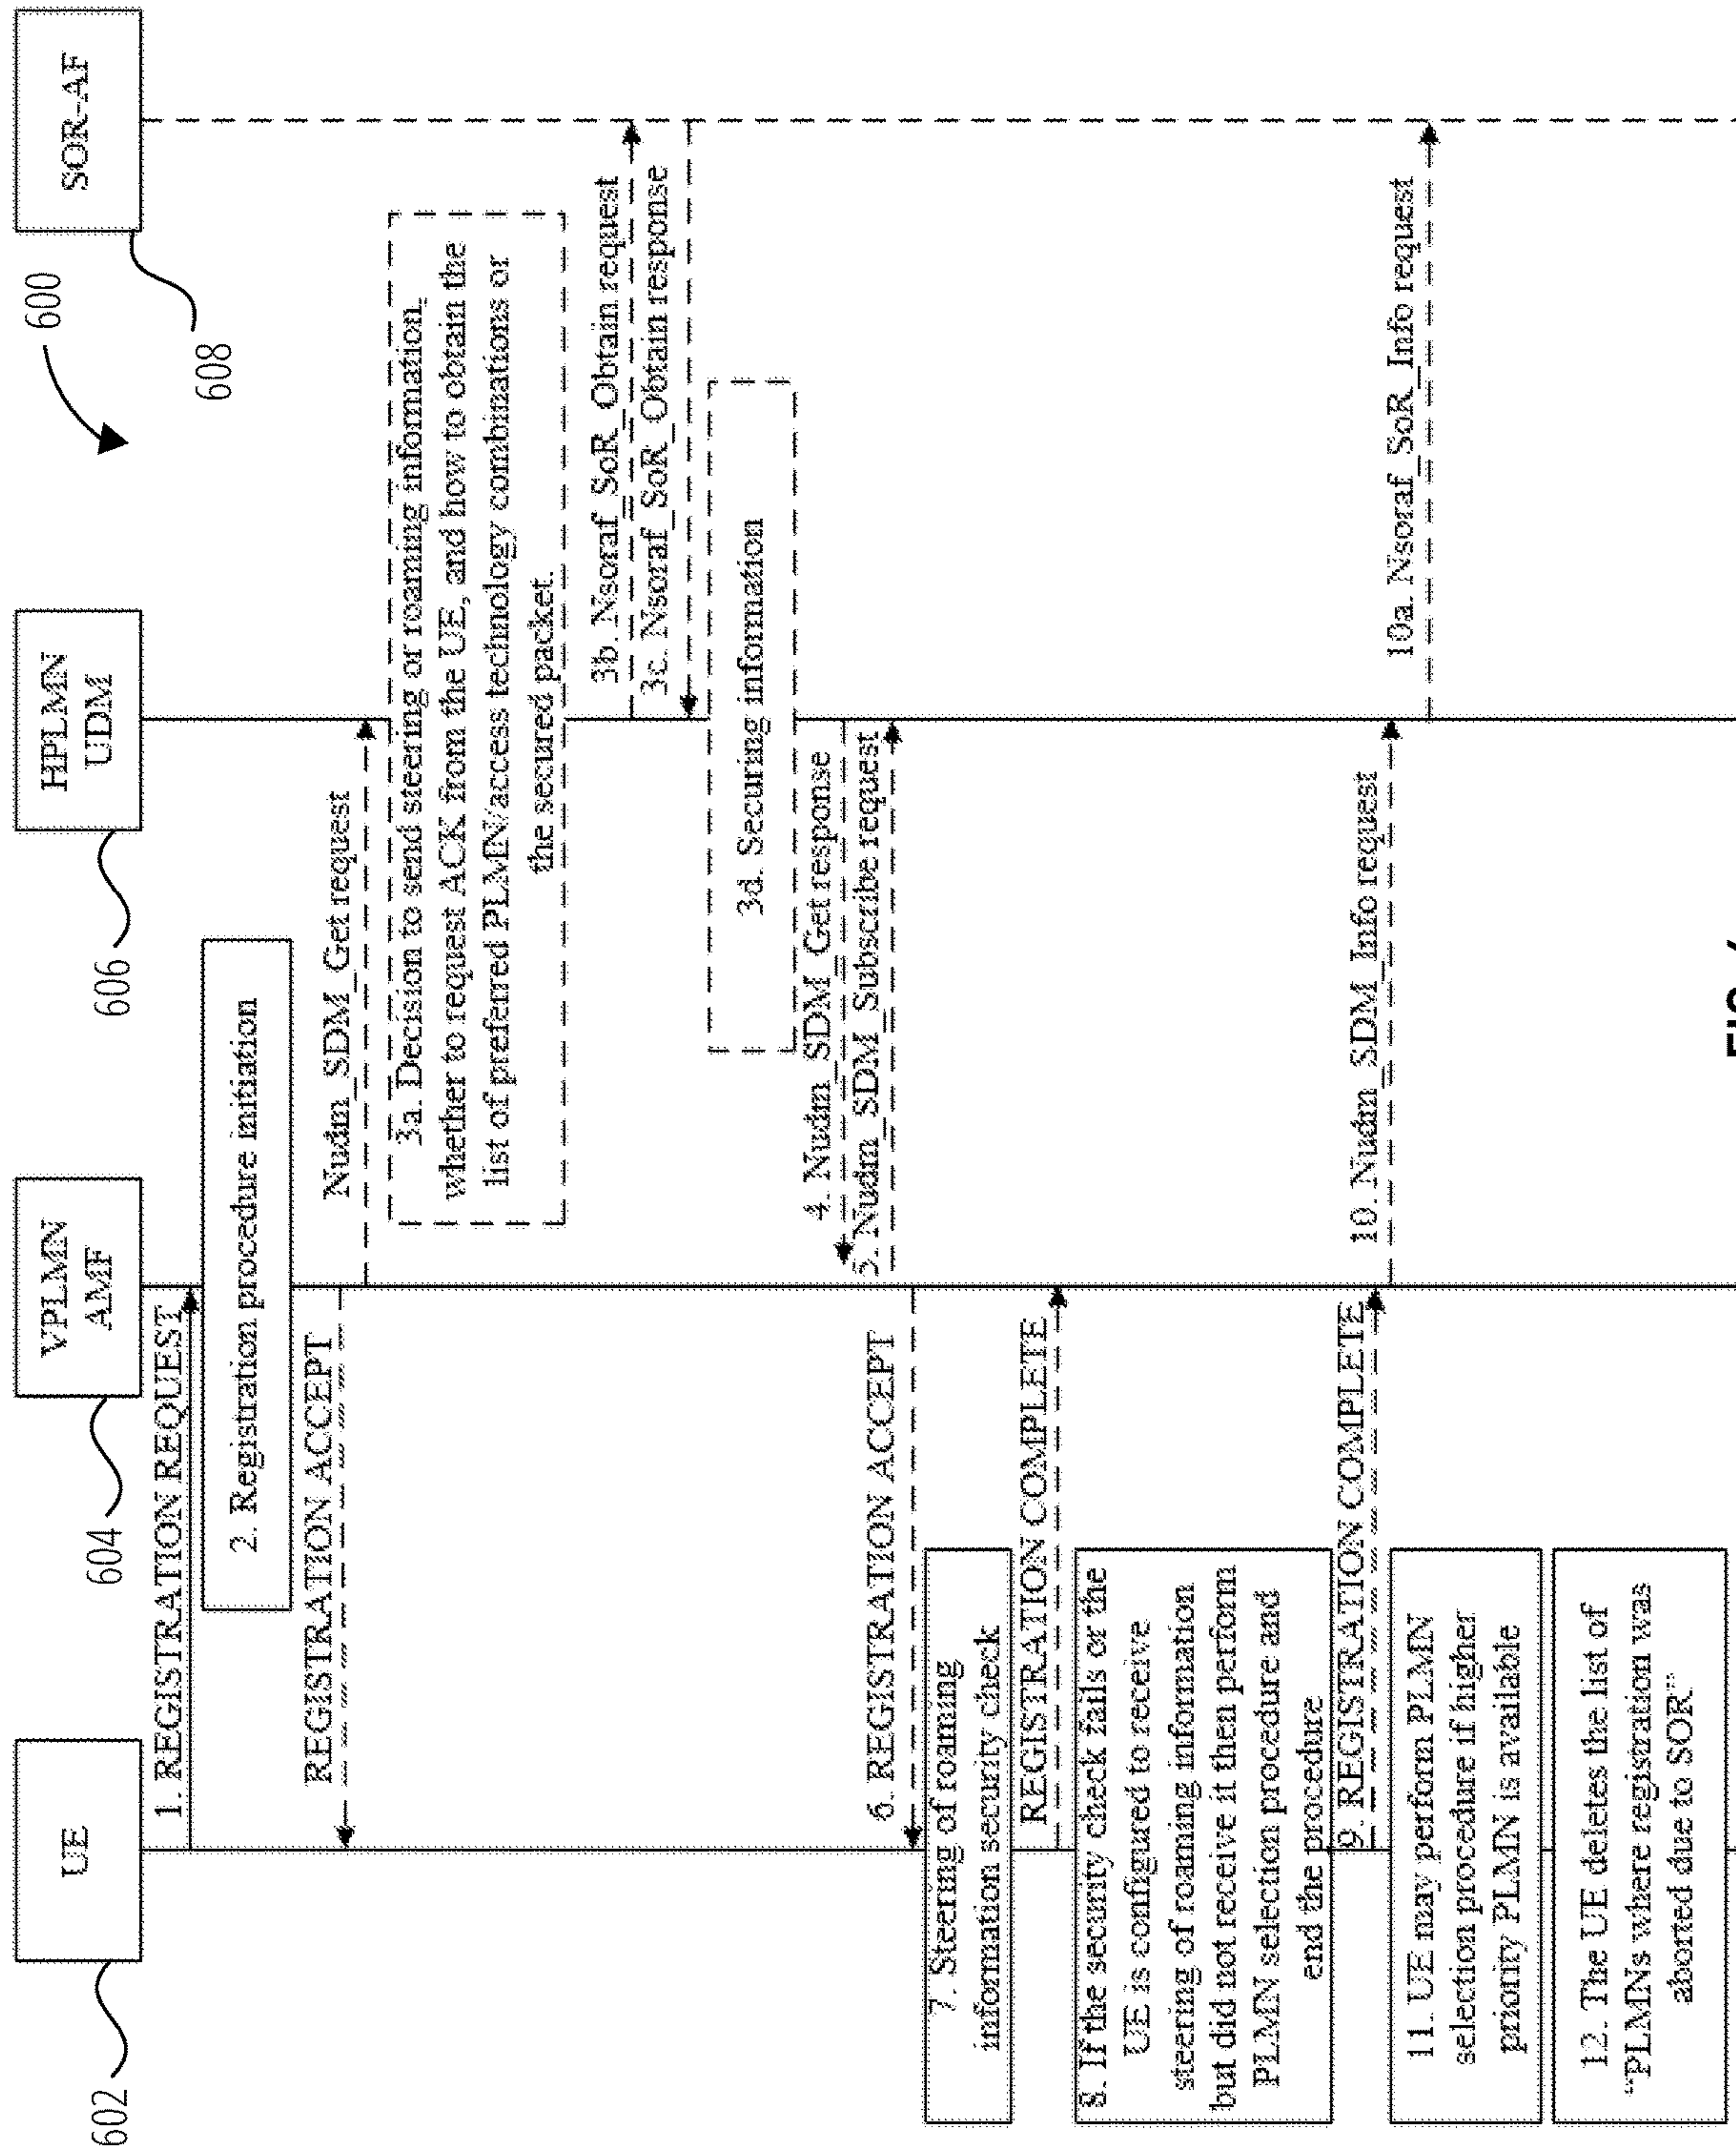 600
UE
602
VPLMN
AMF
604
HPLMN
UDM
606
SOR-AF
608
1. REGISTRATION REQUEST
2. Registration procedure initiation
REGISTRATION ACCEPT
Nudm_SDM_Get request
3a. Decision to send steering or roaming information.
whether to request ACK from the UE, and how to obtain the
list of preferred PLMN/access technology combinations or
the secured packet.
3b. Nsoraf_SoR_Obtain request
3c. Nsoraf_SoR_Obtain response
3d. Securing information
4. Nudm_SDM_Get response
5. Nudm_SDM_Subscribe request
6. REGISTRATION ACCEPT
7. Steering of roaming
information security check
REGISTRATION COMPLETE
8. If the security check fails or the
UE is configured to receive
steering of roaming information
but did not receive it then perform
PLMN selection procedure and
end the procedure
9. REGISTRATION COMPLETE
10. Nudm_SDM_Info request
10a. Nsoraf_SoR_Info request
11. UE may perform PLMN
selection procedure if higher
priority PLMN is available
12. The UE deletes the list of
"PLMNs where registration was
aborted due to SOR"